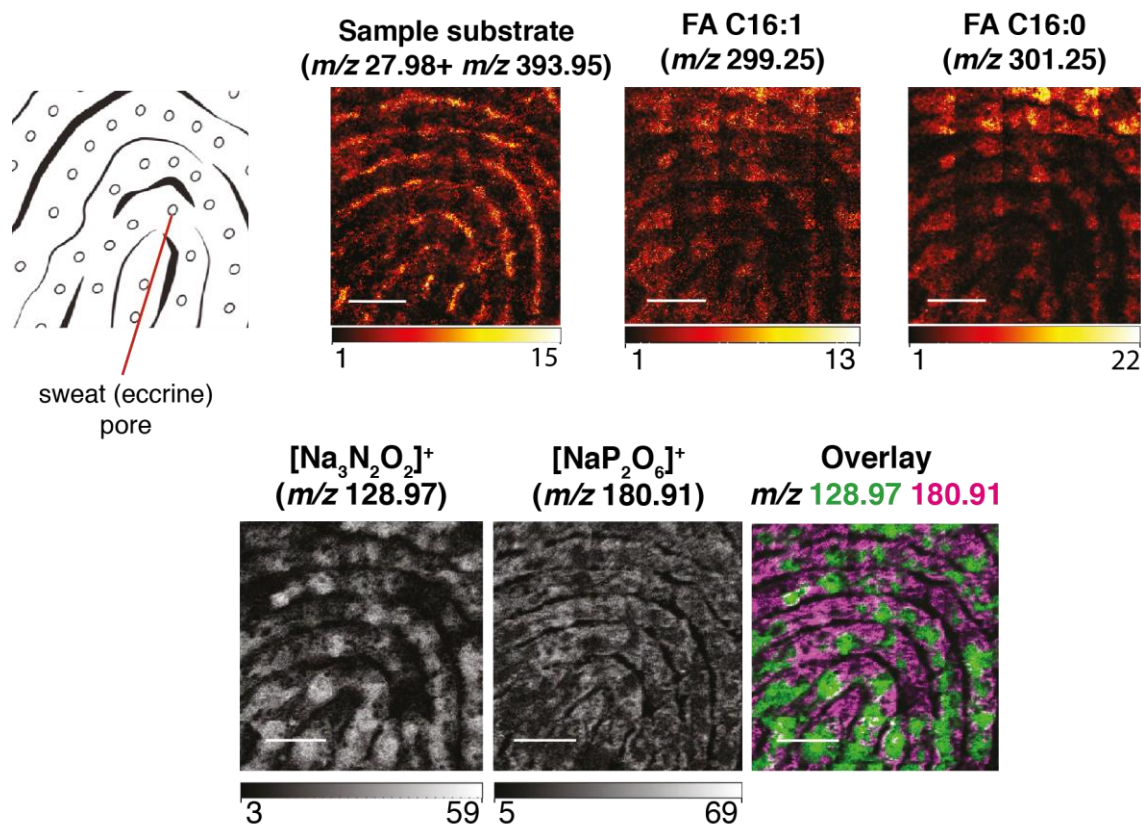 Sample substrate
(m/z 27.98+ m/z 393.95)
FA C16:1
(m/z 299.25)
FA C16:0
(m/z 301.25)
1 15
1 13
1 22
sweat (eccrine)
pore
[Na₃N₂O₂]⁺
(m/z 128.97)
[NaP₂O₆]⁺
(m/z 180.91)
Overlay
m/z 128.97 180.91
3 59
5 69